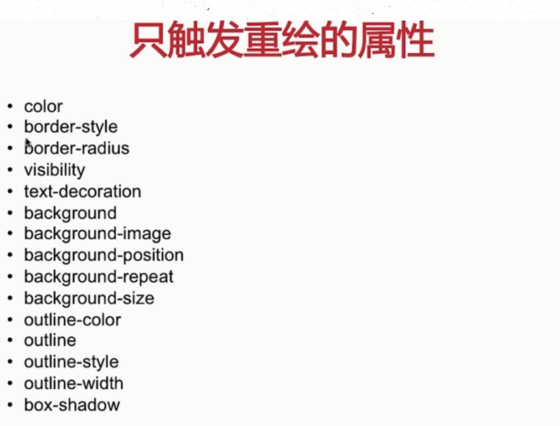 只触发重绘的属性
• color
• border-style
• border-radius
• visibility
• text-decoration
• background
• background-image
• background-position
• background-repeat
• background-size
• outline-color
• outline
• outline-style
• outline-width
• box-shadow